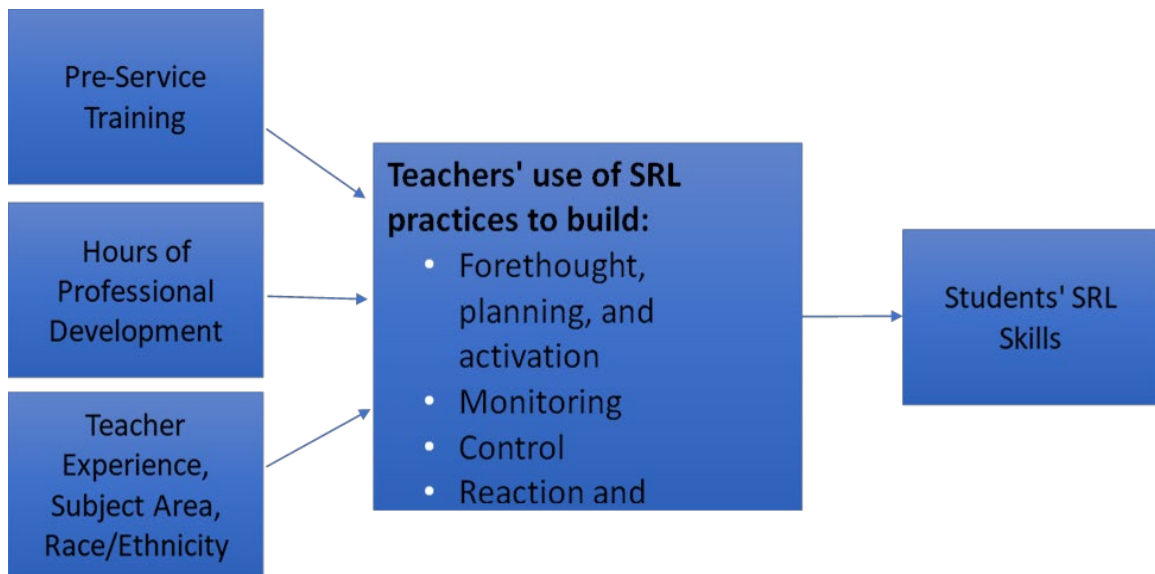 Pre-Service
Training
Hours of
Professional
Development
Teacher
Experience,
Subject Area,
Race/Ethnicity
Teachers' use of SRL
practices to build:
• Forethought,
planning, and
activation
• Monitoring
• Control
• Reaction and
Students' SRL
Skills